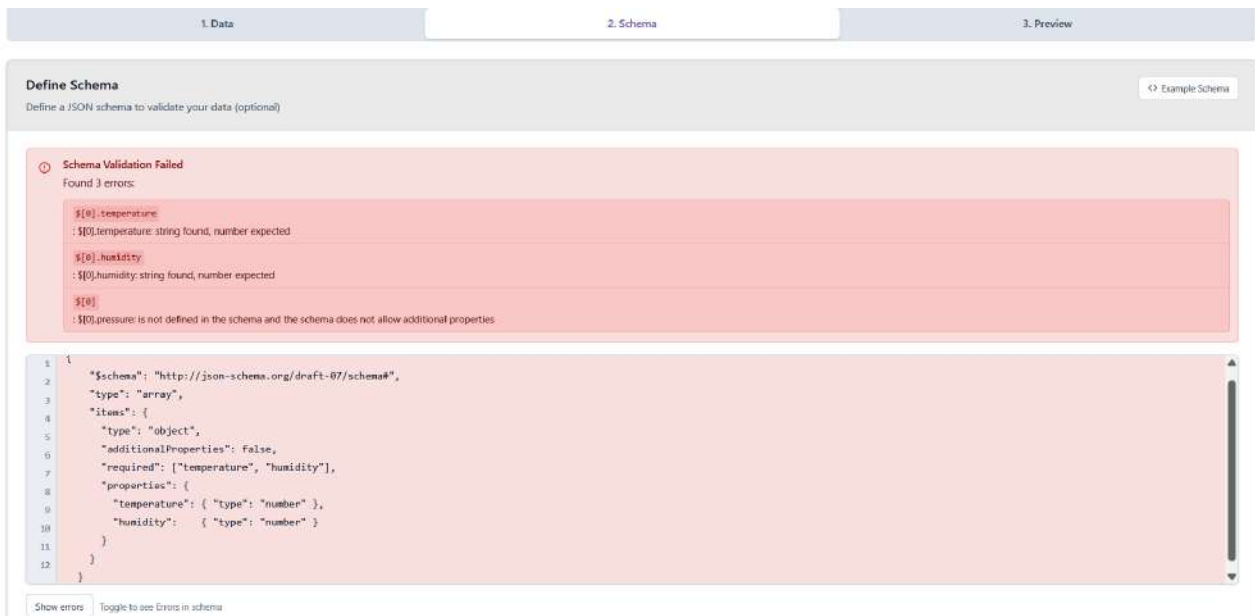 1. Data
2. Schema
3. Preview
Define Schema
<> Example Schema
Define a JSON schema to validate your data (optional)
Schema Validation Failed
Found 3 errors:
$[0].temperature
: $[0].temperature: string found, number expected
$[0].humidity
: $[0].humidity: string found, number expected
$[0]
: $[0].pressure: is not defined in the schema and the schema does not allow additional properties
1 {
2 "$schema": "http://json-schema.org/draft-07/schema#",
3 "type": "array",
4 "items": {
5 "type": "object",
6 "additionalProperties": false,
7 "required": ["temperature", "humidity"],
8 "properties": {
9 "temperature": { "type": "number" },
10 "humidity": { "type": "number" }
11 }
12 }
}
Show errors Toggle to see Errors in schema